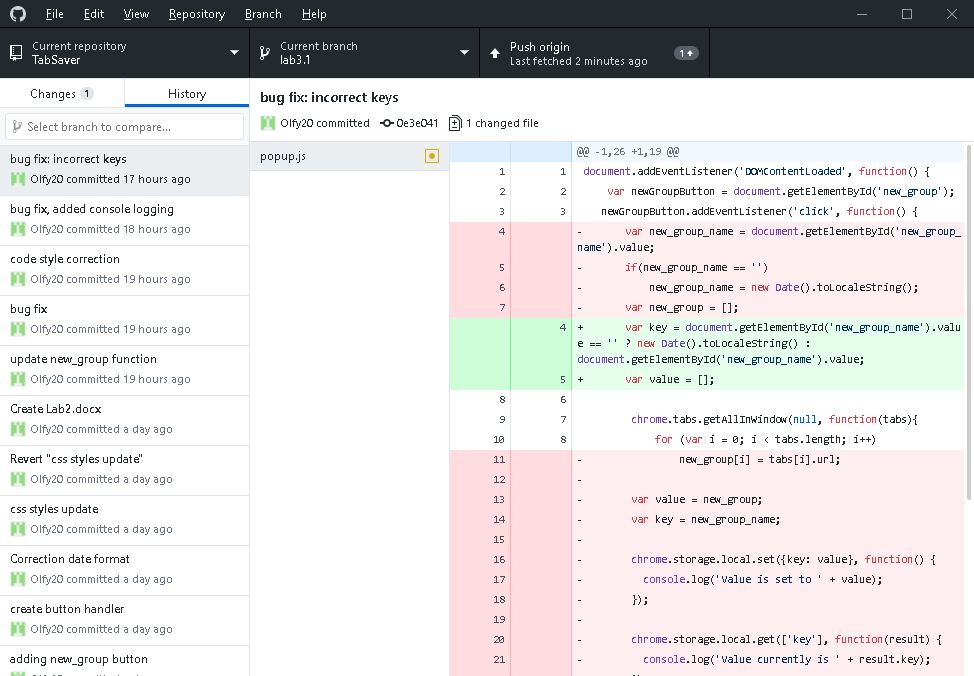 File Edit View Repository Branch Help
Current repository
TabSaver
Current branch
lab3.1
Push origin
Last fetched 2 minutes ago
1
Changes 1
History
Select branch to compare...
bug fix: incorrect keys
Olfy20 committed 17 hours ago
bug fix, added console logging
Olfy20 committed 18 hours ago
code style correction
Olfy20 committed 19 hours ago
bug fix
Olfy20 committed 19 hours ago
update new_group function
Olfy20 committed 19 hours ago
Create Lab2.docx
Olfy20 committed a day ago
Revert "css styles update"
Olfy20 committed a day ago
css styles update
Olfy20 committed a day ago
Correction date format
Olfy20 committed a day ago
create button handler
Olfy20 committed a day ago
adding new_group button
bug fix: incorrect keys
Olfy20 committed 0e3e041 1 changed file
popup.js
@@ -1,26 +1,19 @@
1 1 document.addEventListener('DOMContentLoaded', function() {
2 2 var newGroupButton = document.getElementById('new_group');
3 3 newGroupButton.addEventListener('click', function() {
4 - var new_group_name = document.getElementById('new_group_
name').value;
5 - if(new_group_name == '')
6 - new_group_name = new Date().toLocaleString();
7 - var new_group = [];
4 + var key = document.getElementById('new_group_name').valu
e == '' ? new Date().toLocaleString() :
document.getElementById('new_group_name').value;
5 + var value = [];
8 6
9 7 chrome.tabs.getAllInWindow(null, function(tabs){
10 8 for (var i = 0; i < tabs.length; i++)
11 - new_group[i] = tabs[i].url;
12 -
13 - var value = new_group;
14 - var key = new_group_name;
15 -
16 - chrome.storage.local.set({key: value}, function() {
17 - console.log('Value is set to ' + value);
18 - });
19 -
20 - chrome.storage.local.get(['key'], function(result) {
21 - console.log('Value currently is ' + result.key);